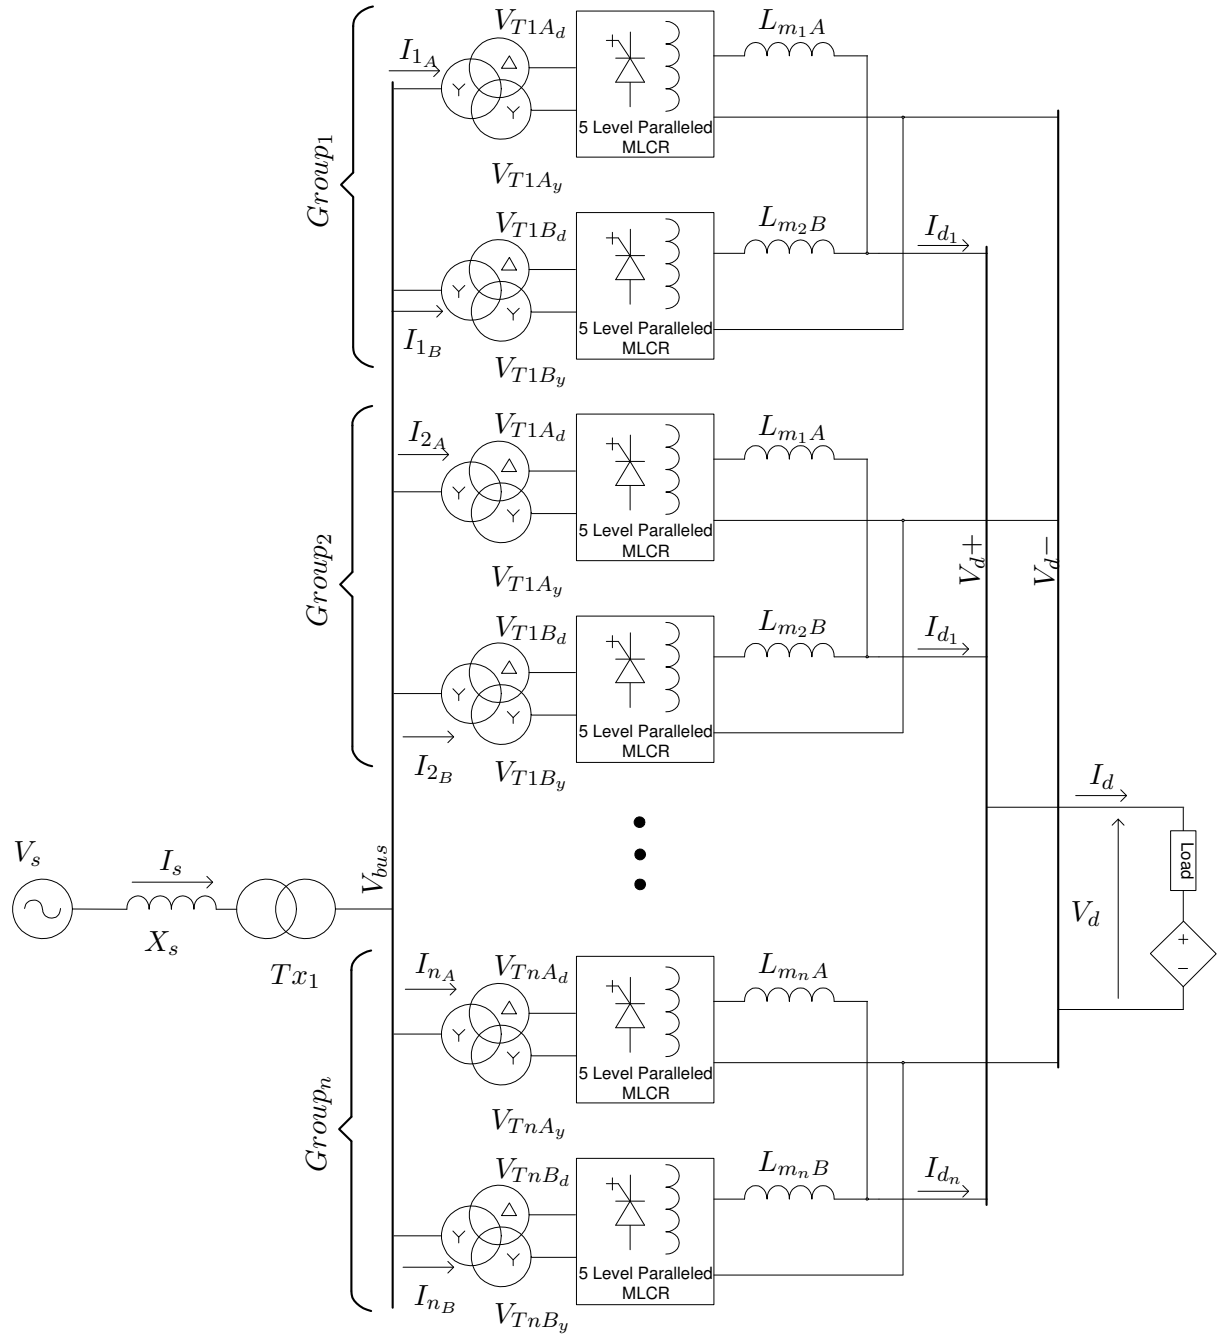 V_{T1A_d}
L_{m_1A}
I_{1_A}
Δ
Y
Y
5 Level Paralleled
MLCR
Group_1
V_{T1A_y}
V_{T1B_d}
L_{m_2B}
I_{d_1}
Δ
Y
Y
5 Level Paralleled
MLCR
I_{1_B}
V_{T1B_y}
V_{T1A_d}
L_{m_1A}
I_{2_A}
Δ
Y
Y
5 Level Paralleled
MLCR
Group_2
V_d+
V_d−
V_{T1A_y}
V_{T1B_d}
L_{m_2B}
I_{d_1}
Δ
Y
Y
5 Level Paralleled
MLCR
I_{2_B}
V_{T1B_y}
I_d
V_s
I_s
V_{bus}
Load
V_d
+
−
X_s
Tx_1
I_{n_A}
V_{TnA_d}
L_{m_nA}
Δ
Y
Y
5 Level Paralleled
MLCR
Group_n
V_{TnA_y}
V_{TnB_d}
L_{m_nB}
I_{d_n}
Δ
Y
Y
5 Level Paralleled
MLCR
I_{n_B}
V_{TnB_y}